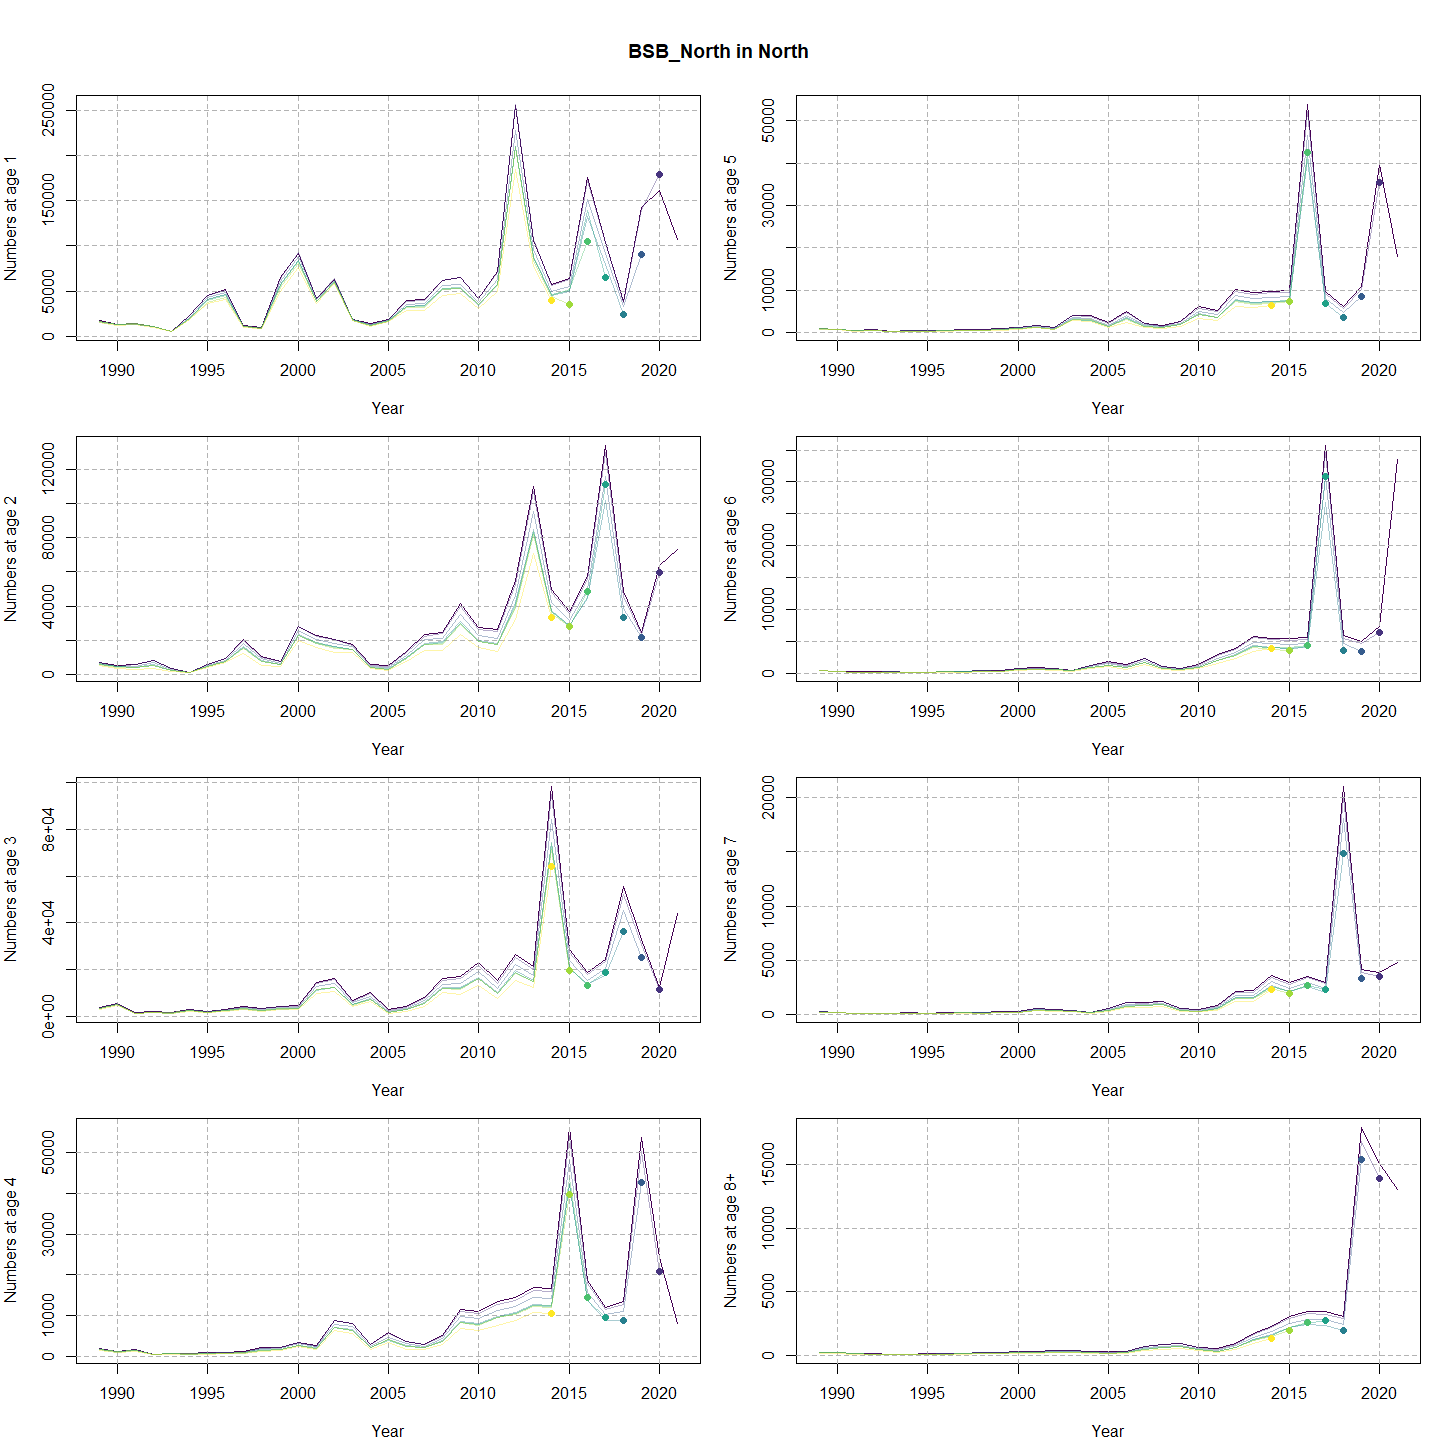 BSB_North in North
Numbers at age 1
0 50000 150000 250000
1990 1995 2000 2005 2010 2015 2020
Year
Numbers at age 5
0 10000 30000 50000
1990 1995 2000 2005 2010 2015 2020
Year
Numbers at age 2
0 40000 80000 120000
1990 1995 2000 2005 2010 2015 2020
Year
Numbers at age 6
0 10000 20000 30000
1990 1995 2000 2005 2010 2015 2020
Year
Numbers at age 3
0e+00 4e+04 8e+04
1990 1995 2000 2005 2010 2015 2020
Year
Numbers at age 7
0 5000 10000 20000
1990 1995 2000 2005 2010 2015 2020
Year
Numbers at age 4
0 10000 30000 50000
1990 1995 2000 2005 2010 2015 2020
Year
Numbers at age 8+
0 5000 10000 15000
1990 1995 2000 2005 2010 2015 2020
Year